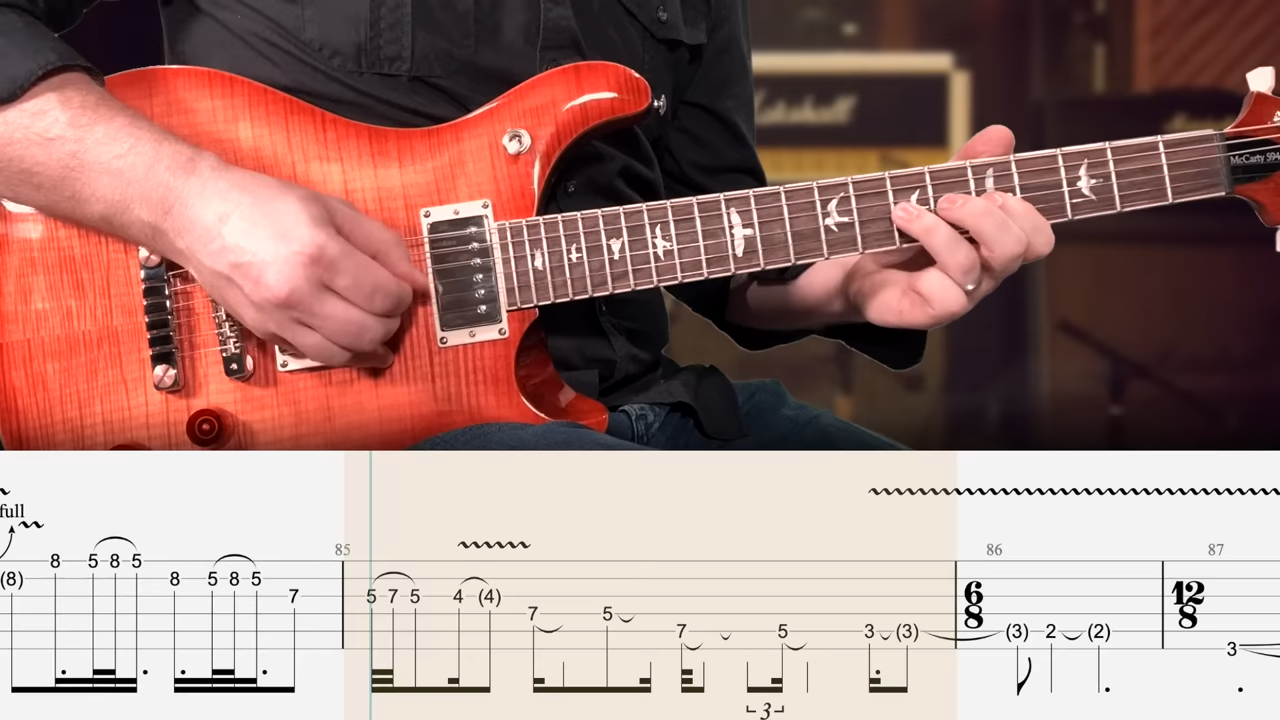 Marshall
McCarty 594
full
85
86
87
8 5 8 5
(8) 8 5 8 5 6 12
7 5 7 5 4 (4) 8 8
7 5
7 5 3 (3) (3) 2 (2)
3
3